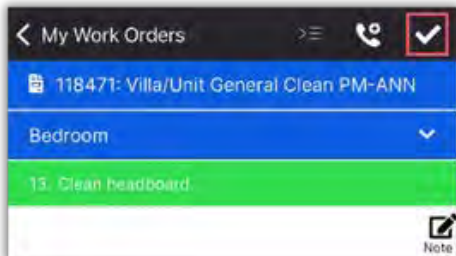 My Work Orders
118471: Villa/Unit General Clean PM-ANN
Bedroom
13. Clean headboard.
Note